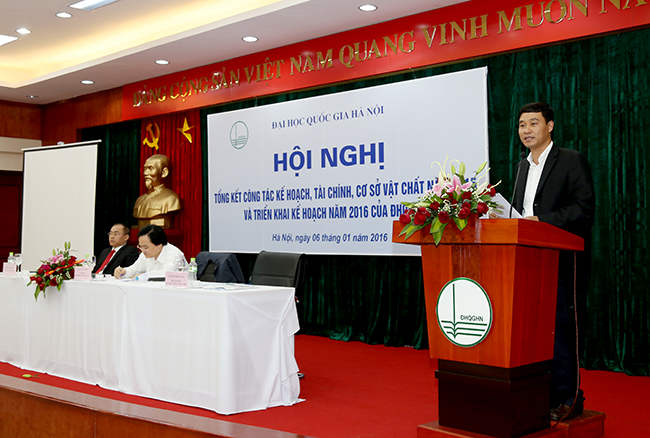 ĐẢNG CỘNG SẢN VIỆT NAM QUANG VINH MUÔN NĂM
ĐẠI HỌC QUỐC GIA HÀ NỘI
HỘI NGHỊ
TỔNG KẾT CÔNG TÁC KẾ HOẠCH, TÀI CHÍNH, CƠ SỞ VẬT CHẤT
VÀ TRIỂN KHAI KẾ HOẠCH NĂM 2016 CỦA
Hà Nội, ngày 06 tháng 01 năm 2016
ĐHQGHN